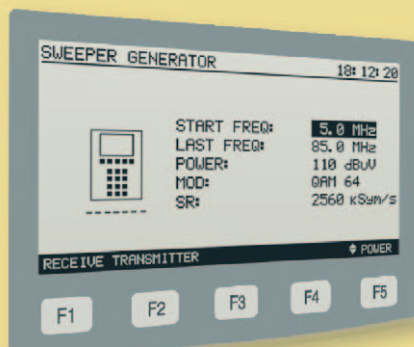 SWEEPER GENERATOR
18:12:20
START FREQ: 5.0 MHz
LAST FREQ: 85.0 MHz
POWER: 110 dBuV
MOD: QAM 64
SR: 2560 kSym/s
RECEIVE TRANSMITTER
POWER
F1 F2 F3 F4 F5